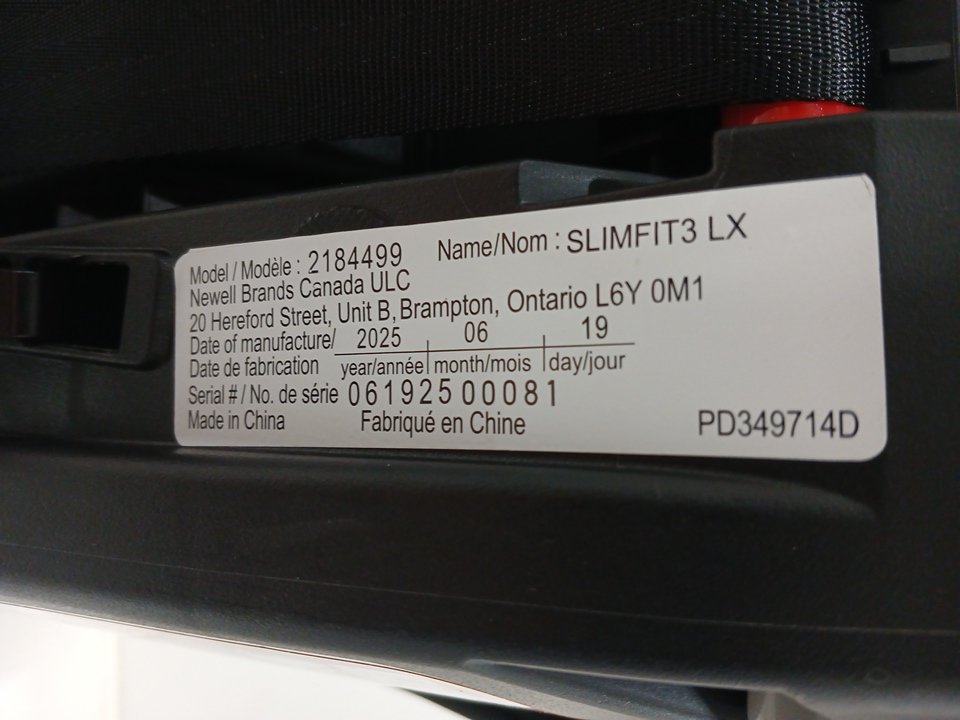 Model / Modèle : 2184499 Name/Nom : SLIMFIT3 LX
Newell Brands Canada ULC
20 Hereford Street, Unit B, Brampton, Ontario L6Y 0M1
Date of manufacture/ 2025 06 19
Date de fabrication year/année month/mois day/jour
Serial # / No. de série 06192500081
Made in China Fabriqué en Chine PD349714D